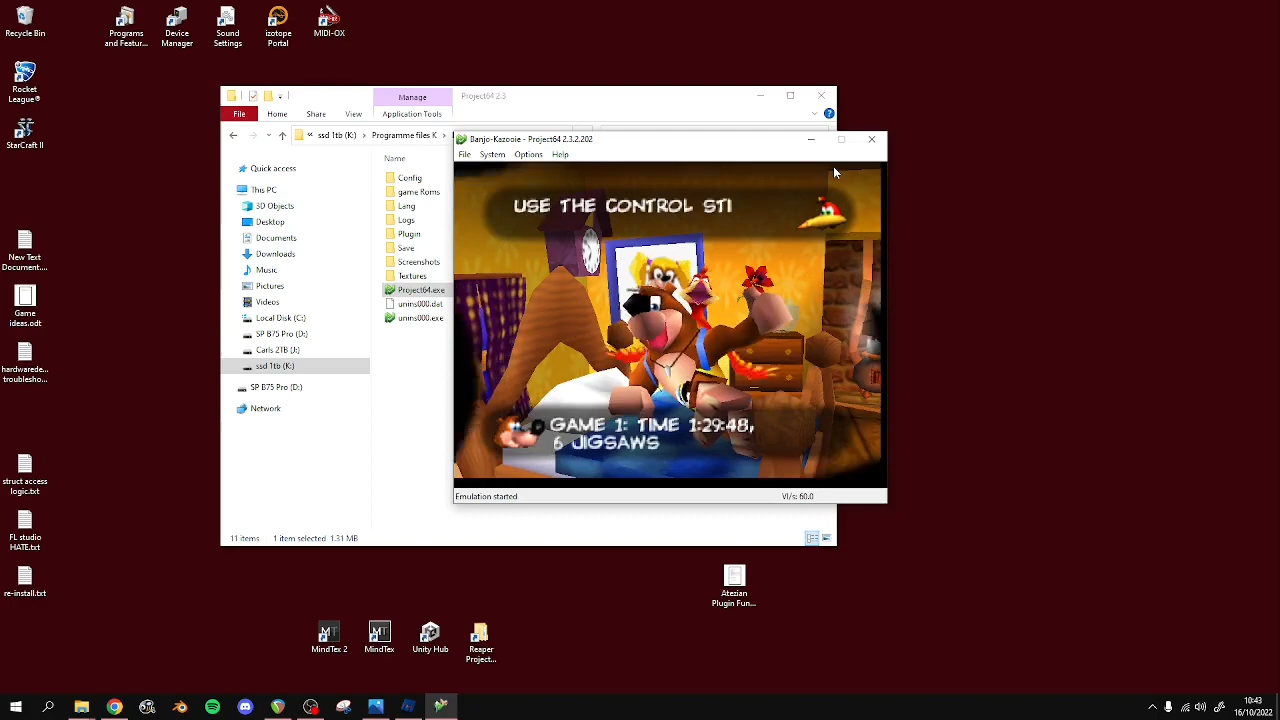 Recycle Bin
Programs
and Featur...
Device
Manager
Sound
Settings
izotope
Portal
MIDI-OX
Rocket
League®
StarCraft II
New Text
Document....
Game
ideas.odt
hardwarede...
troublesho...
struct access
logic.txt
FL studio
HATE.txt
re-install.txt
Manage
Project64 2.3
File
Home
Share
View
Application Tools
« ssd 1tb (K:) > Programme files K >
Quick access
This PC
3D Objects
Desktop
Documents
Downloads
Music
Pictures
Videos
Local Disk (C:)
SP B75 Pro (D:)
Carls 2TB (J:)
ssd 1tb (K:)
SP B75 Pro (D:)
Network
Name
Config
game Roms
Lang
Logs
Plugin
Save
Screenshots
Textures
Project64.exe
unins000.dat
unins000.exe
11 items
1 item selected 1.31 MB
Banjo-Kazooie - Project64 2.3.2.202
File System Options Help
USE THE CONTROL STI
GAME 1: TIME 1:29:48,
6 JIGSAWS
Emulation started
VI/s: 60.0
Atezian
Plugin Fun...
MT
MindTex 2
MT
MindTex
Unity Hub
Reaper
Project...
10:43
16/10/2022